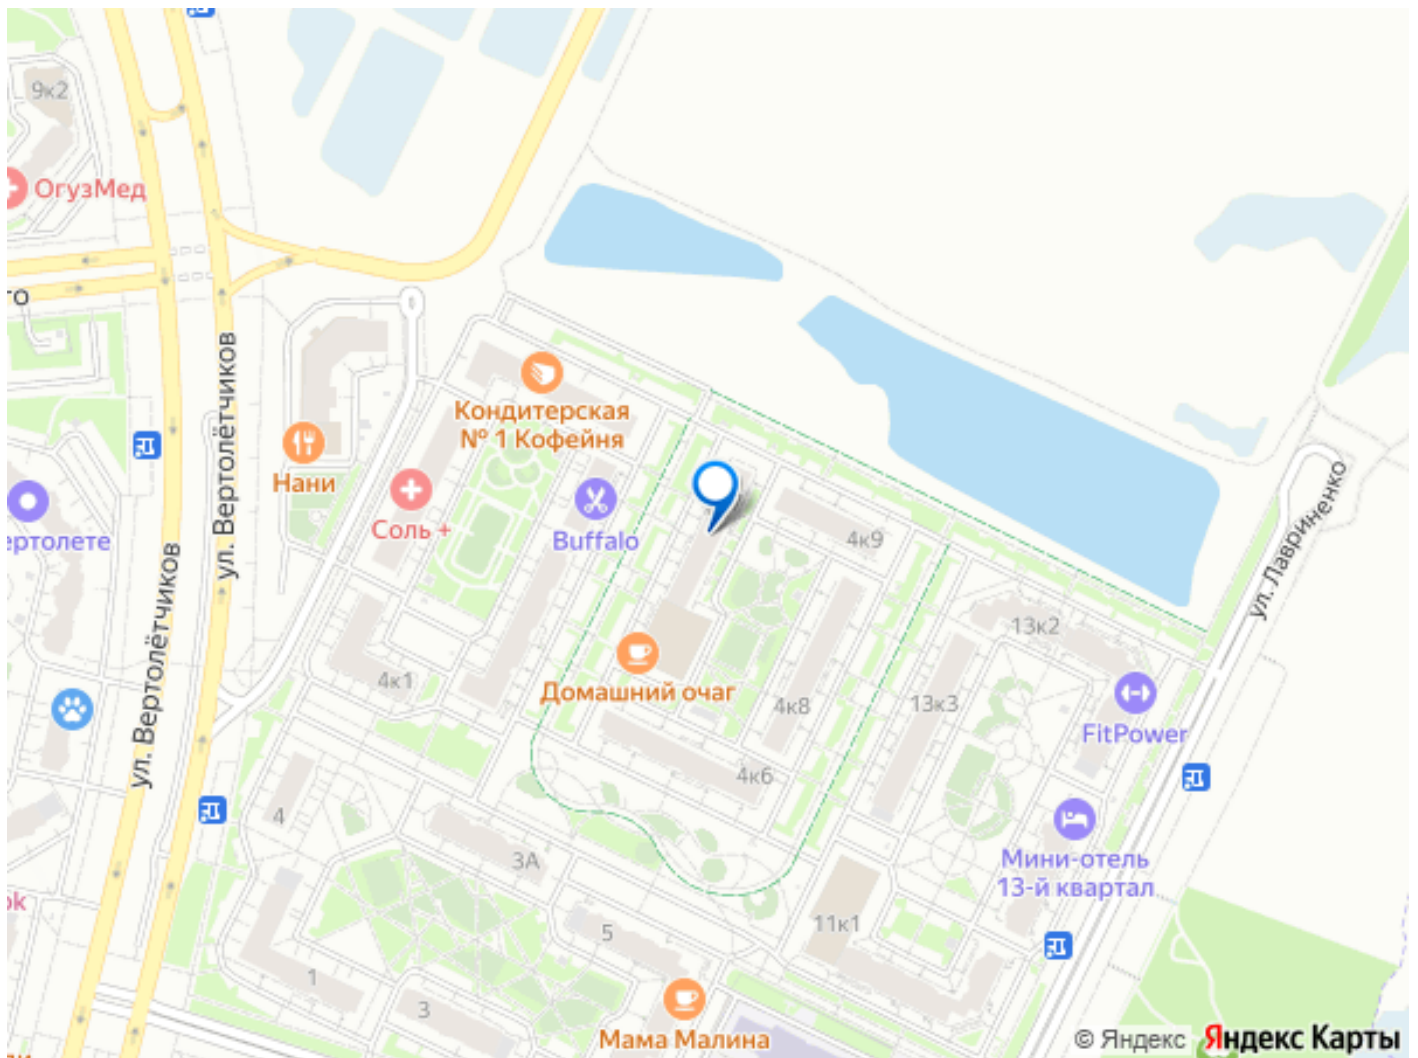 9к2
ОгузМед
го
ул. Вертолётчиков
Кондитерская
№ 1 Кофейня
Нани
Соль +
Buffalo
4к9
ертолете
ул. Лавриненко
ул. Вертолётчиков
13к2
4к1
Домашний очаг
4к8
13к3
FitPower
4к6
4
3А
Мини-отель
13-й квартал
ok
5
11к1
1
3
Мама Малина
© Яндекс Яндекс Карты